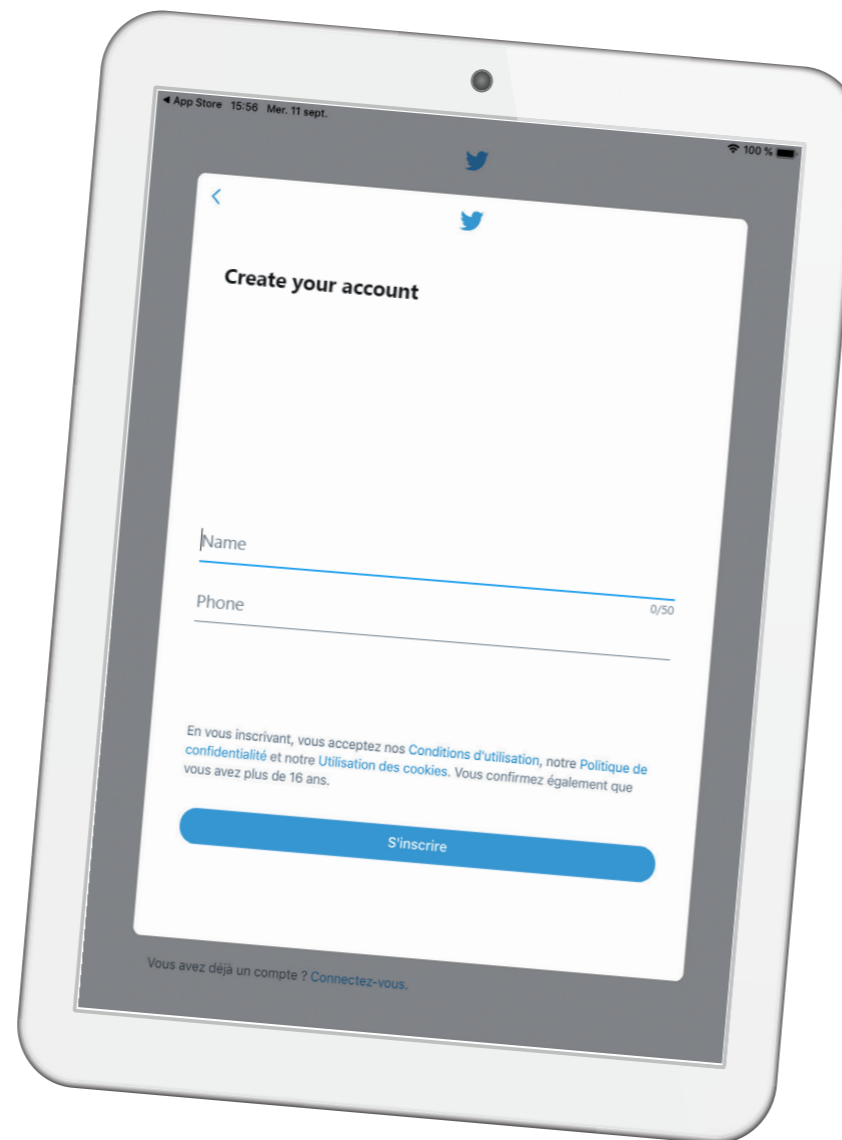 ◀ App Store 15:56 Mer. 11 sept. 100 %
Create your account
Name
0/50
Phone
En vous inscrivant, vous acceptez nos Conditions d'utilisation, notre Politique de
confidentialité et notre Utilisation des cookies. Vous confirmez également que
vous avez plus de 16 ans.
S'inscrire
Vous avez déjà un compte ? Connectez-vous.